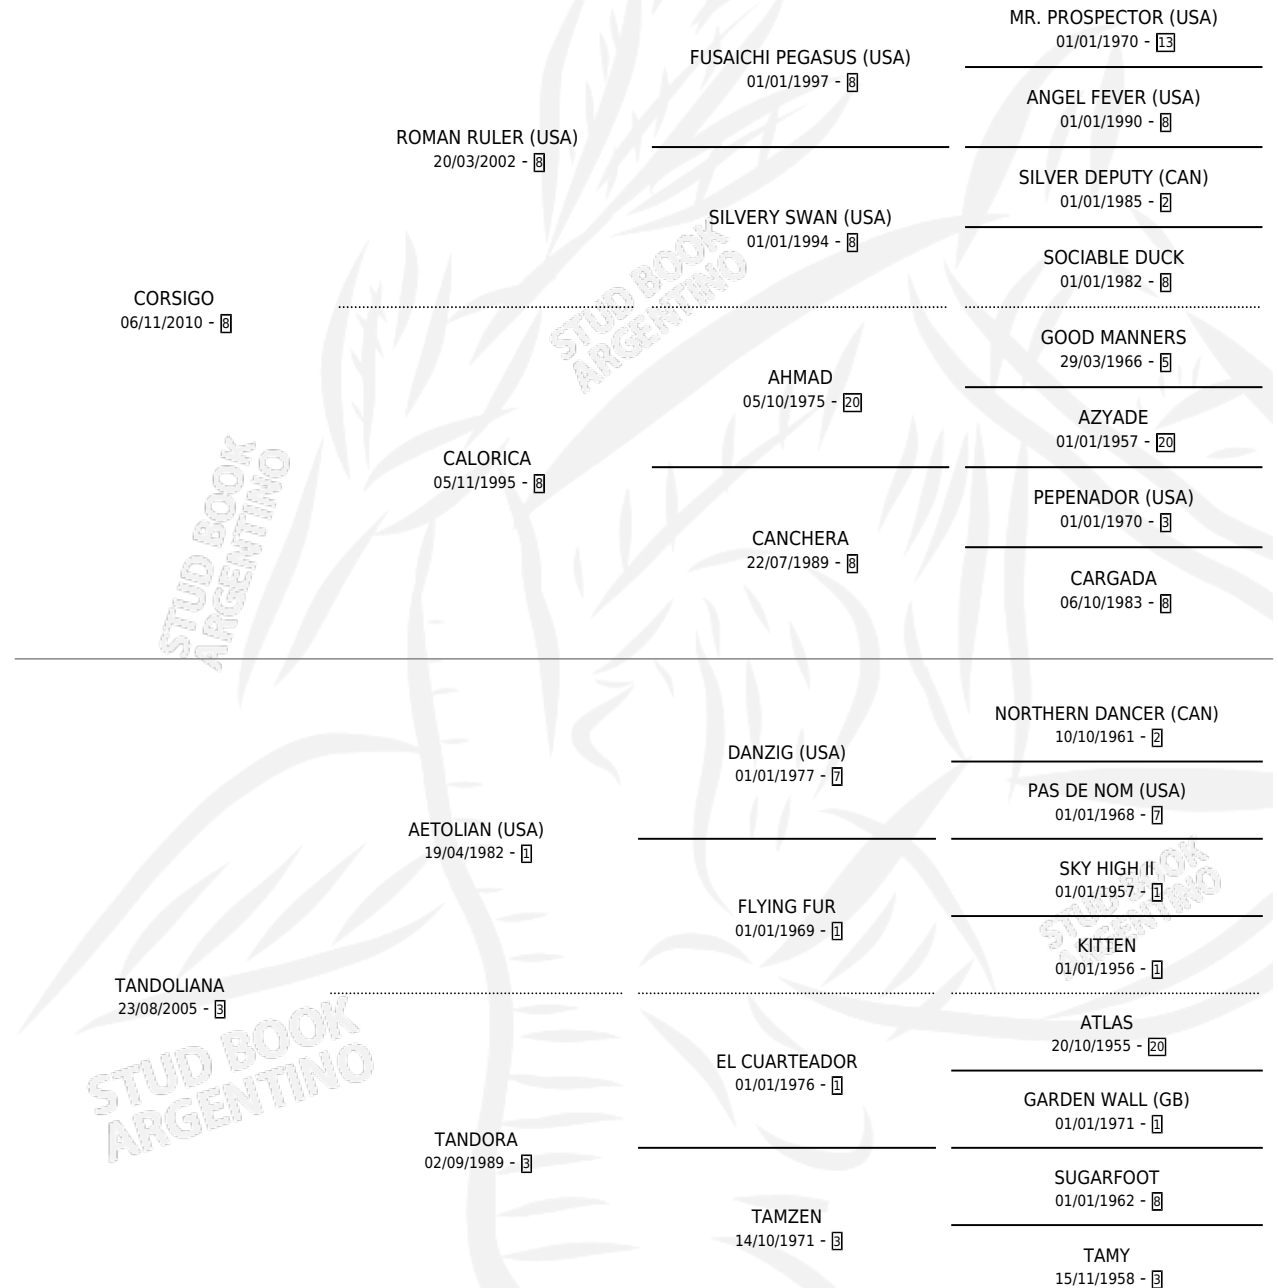 MR. PROSPECTOR (USA)
01/01/1970 - 13
FUSAICHI PEGASUS (USA)
01/01/1997 - 8
ANGEL FEVER (USA)
01/01/1990 - 8
ROMAN RULER (USA)
20/03/2002 - 8
SILVER DEPUTY (CAN)
01/01/1985 - 2
SILVERY SWAN (USA)
01/01/1994 - 8
SOCIABLE DUCK
01/01/1982 - 8
CORSIGO
06/11/2010 - 8
GOOD MANNERS
29/03/1966 - 5
AHMAD
05/10/1975 - 20
AZYADE
01/01/1957 - 20
CALORICA
05/11/1995 - 8
PEPENADOR (USA)
01/01/1970 - 3
CANCHERA
22/07/1989 - 8
CARGADA
06/10/1983 - 8
NORTHERN DANCER (CAN)
10/10/1961 - 2
DANZIG (USA)
01/01/1977 - 7
PAS DE NOM (USA)
01/01/1968 - 7
AETOLIAN (USA)
19/04/1982 - 1
SKY HIGH II
01/01/1957 - 1
FLYING FUR
01/01/1969 - 1
KITTEN
01/01/1956 - 1
TANDOLIANA
23/08/2005 - 3
ATLAS
20/10/1955 - 20
EL CUARTEADOR
01/01/1976 - 1
GARDEN WALL (GB)
01/01/1971 - 1
TANDORA
02/09/1989 - 3
SUGARFOOT
01/01/1962 - 8
TAMZEN
14/10/1971 - 3
TAMY
15/11/1958 - 3
STUD BOOK
ARGENTINO
STUD BOOK
ARGENTINO
STUD BOOK
ARGENTINO
STUD BOOK
ARGENTINO